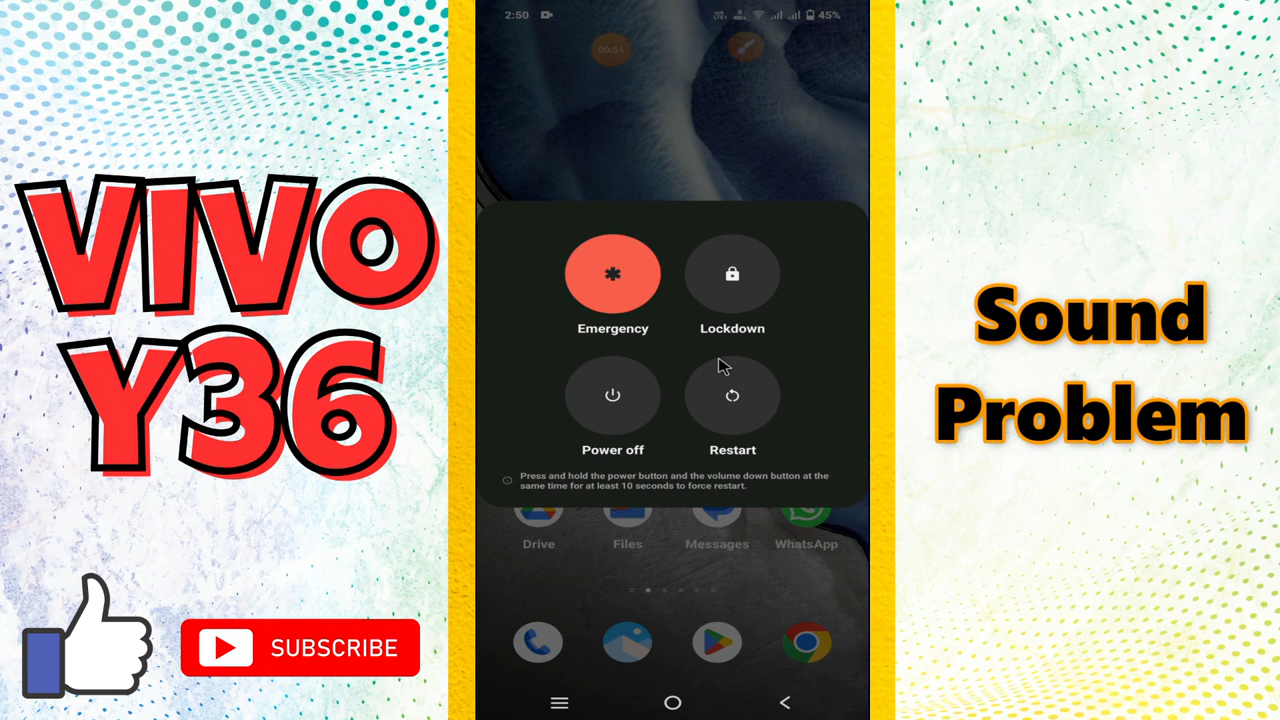 VIVO
Y36
SUBSCRIBE
2:50
45%
00:54
Emergency
Lockdown
Power off
Restart
Press and hold the power button and the volume down button at the
same time for at least 10 seconds to force restart.
Drive
Files
Messages
WhatsApp
Sound
Problem